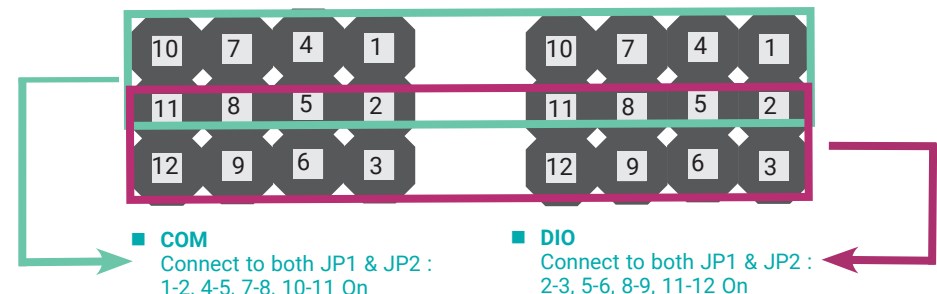 10 7 4 1 10 7 4 1
11 8 5 2 11 8 5 2
12 9 6 3 12 9 6 3
COM
Connect to both JP1 & JP2 :
1-2, 4-5, 7-8, 10-11 On
DIO
Connect to both JP1 & JP2 :
2-3, 5-6, 8-9, 11-12 On